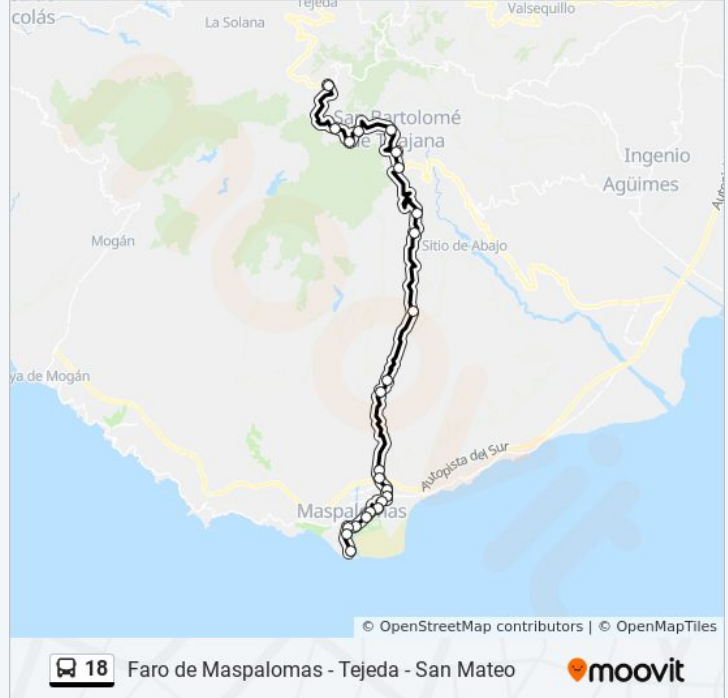 colás
Tejeda
La Solana
Valsequillo
San Bartolomé
de Tirajana
Ingenio
Agüimes
Mogán
Sitio de Abajo
ya de Mogán
Autopista del Sur
Maspalomas
© OpenStreetMap contributors | © OpenMapTiles
18 Faro de Maspalomas - Tejeda - San Mateo
moovit